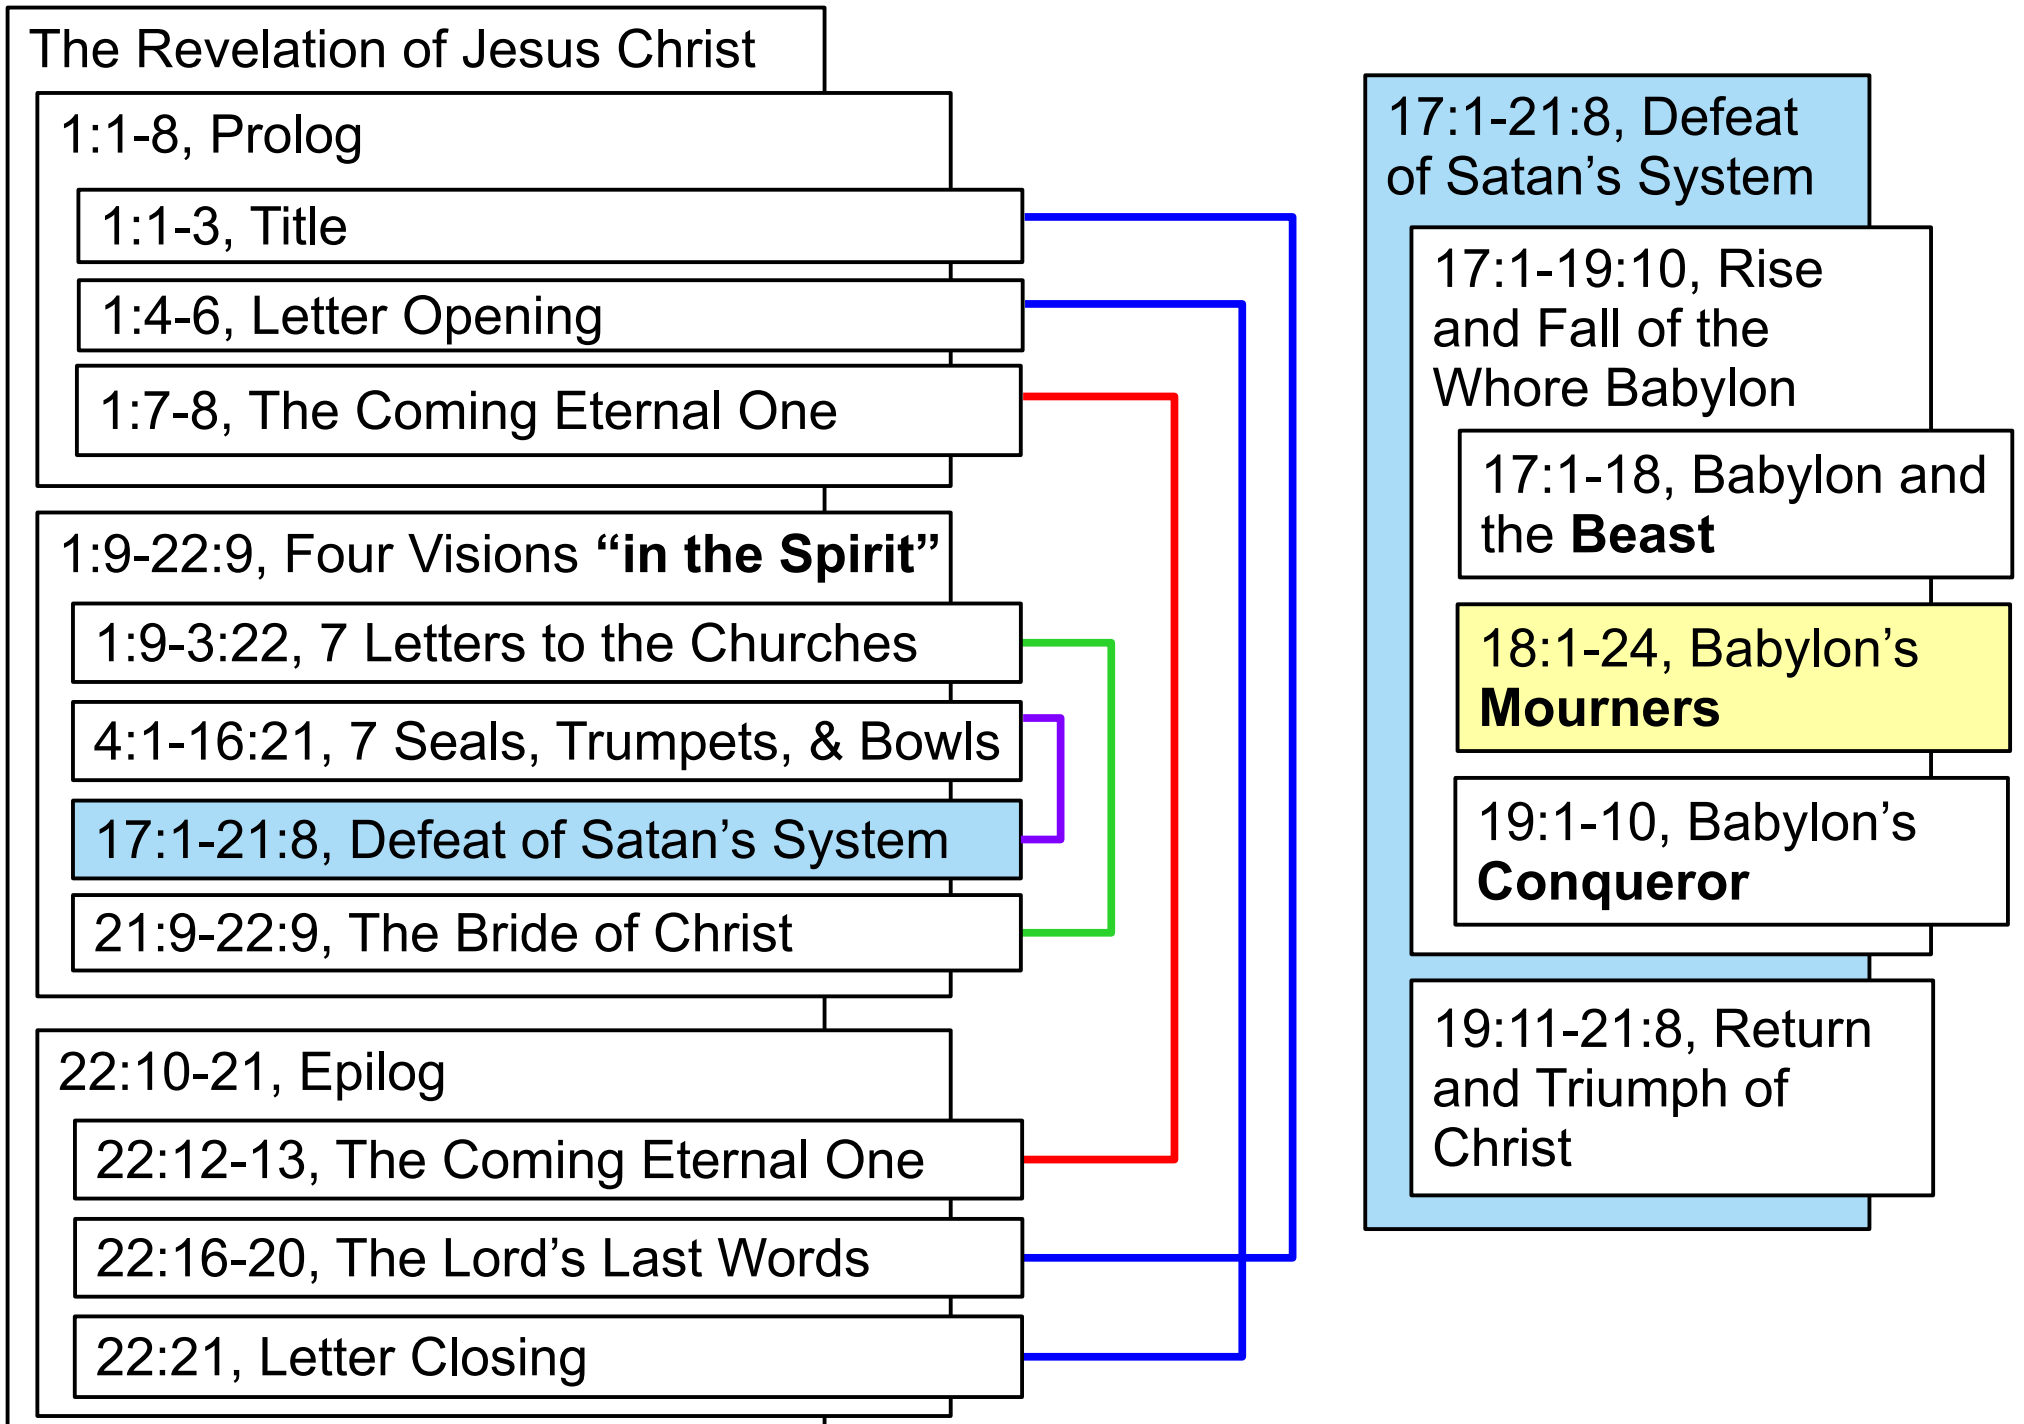 The Revelation of Jesus Christ
1:1-8, Prolog
1:1-3, Title
1:4-6, Letter Opening
1:7-8, The Coming Eternal One
1:9-22:9, Four Visions “in the Spirit”
1:9-3:22, 7 Letters to the Churches
4:1-16:21, 7 Seals, Trumpets, & Bowls
17:1-21:8, Defeat of Satan’s System
21:9-22:9, The Bride of Christ
22:10-21, Epilog
22:12-13, The Coming Eternal One
22:16-20, The Lord’s Last Words
22:21, Letter Closing
17:1-21:8, Defeat
of Satan’s System
17:1-19:10, Rise
and Fall of the
Whore Babylon
17:1-18, Babylon and
the Beast
18:1-24, Babylon’s
Mourners
19:1-10, Babylon’s
Conqueror
19:11-21:8, Return
and Triumph of
Christ